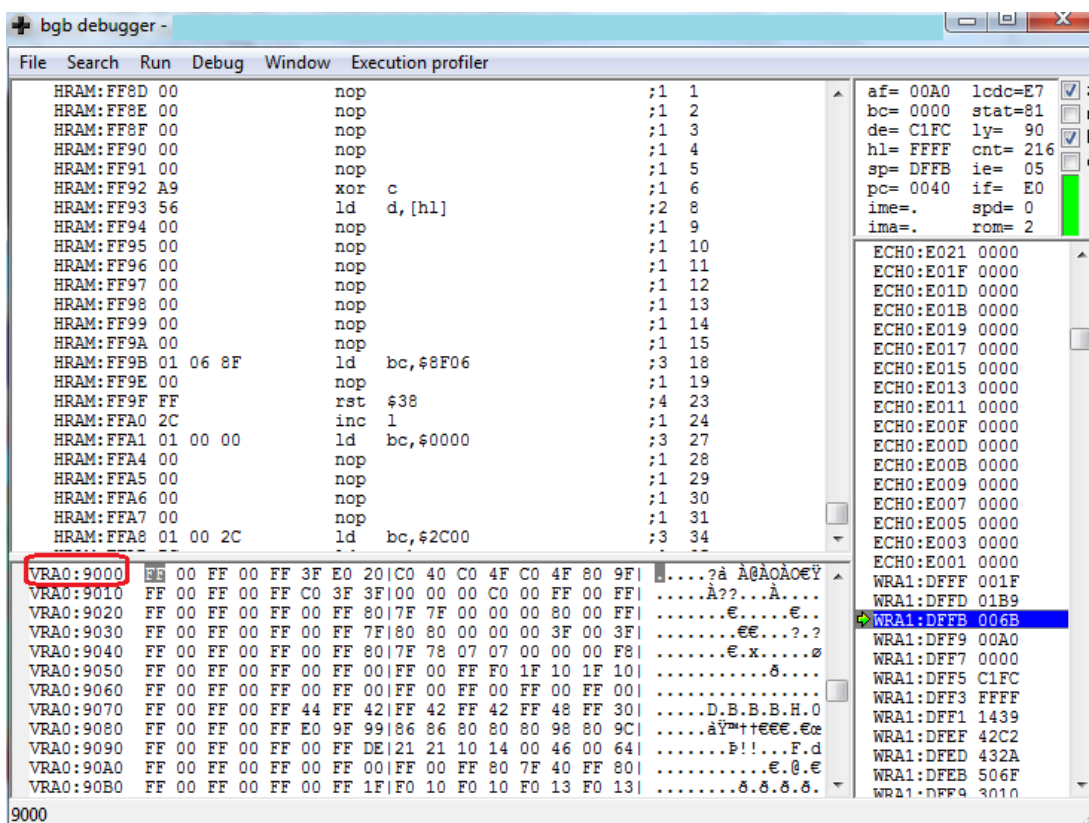 bgb debugger -
File Search Run Debug Window Execution profiler
HRAM:FF8D 00 nop ;1 1
HRAM:FF8E 00 nop ;1 2
HRAM:FF8F 00 nop ;1 3
HRAM:FF90 00 nop ;1 4
HRAM:FF91 00 nop ;1 5
HRAM:FF92 A9 xor c ;1 6
HRAM:FF93 56 ld d,[hl] ;2 8
HRAM:FF94 00 nop ;1 9
HRAM:FF95 00 nop ;1 10
HRAM:FF96 00 nop ;1 11
HRAM:FF97 00 nop ;1 12
HRAM:FF98 00 nop ;1 13
HRAM:FF99 00 nop ;1 14
HRAM:FF9A 00 nop ;1 15
HRAM:FF9B 01 06 8F ld bc,$8F06 ;3 18
HRAM:FF9E 00 nop ;1 19
HRAM:FF9F FF rst $38 ;4 23
HRAM:FFA0 2C inc l ;1 24
HRAM:FFA1 01 00 00 ld bc,$0000 ;3 27
HRAM:FFA4 00 nop ;1 28
HRAM:FFA5 00 nop ;1 29
HRAM:FFA6 00 nop ;1 30
HRAM:FFA7 00 nop ;1 31
HRAM:FFA8 01 00 2C ld bc,$2C00 ;3 34
af= 00A0 lcdc=E7
bc= 0000 stat=81
de= C1FC ly= 90
hl= FFFF cnt= 216
sp= DFFB ie= 05
pc= 0040 if= E0
ime=. spd= 0
ima=. rom= 2
ECH0:E021 0000
ECH0:E01F 0000
ECH0:E01D 0000
ECH0:E01B 0000
ECH0:E019 0000
ECH0:E017 0000
ECH0:E015 0000
ECH0:E013 0000
ECH0:E011 0000
ECH0:E00F 0000
ECH0:E00D 0000
ECH0:E00B 0000
ECH0:E009 0000
ECH0:E007 0000
ECH0:E005 0000
ECH0:E003 0000
ECH0:E001 0000
WRA1:DFFF 001F
WRA1:DFFD 01B9
WRA1:DFFB 006B
WRA1:DFF9 00A0
WRA1:DFF7 0000
WRA1:DFF5 C1FC
WRA1:DFF3 FFFF
WRA1:DFF1 1439
WRA1:DFEF 42C2
WRA1:DFED 432A
WRA1:DFEB 506F
WRA1:DFE9 3010
VRA0:9000 FF 00 FF 00 FF 3F E0 20|C0 40 C0 4F C0 4F 80 9F| .....?à À@ÀOÀO€Ÿ
VRA0:9010 FF 00 FF 00 FF C0 3F 3F|00 00 00 C0 00 FF 00 FF| .....À??...À....
VRA0:9020 FF 00 FF 00 FF FF 80|7F 7F 00 00 00 80 00 FF| .......€.....€..
VRA0:9030 FF 00 FF 00 FF 00 FF 7F|80 80 00 00 00 3F 00 3F| ........€€...?.?
VRA0:9040 FF 00 FF 00 FF 00 FF 80|7F 78 07 07 00 00 00 F8| .......€.x.....ø
VRA0:9050 FF 00 FF 00 FF 00 FF 00|FF 00 FF F0 1F 10 1F 10| ...........ð....
VRA0:9060 FF 00 FF 00 FF 00 FF 00|FF 00 FF 00 FF 00 FF 00| ................
VRA0:9070 FF 00 FF 00 FF 44 FF 42|FF 42 FF 42 FF 48 FF 30| .....D.B.B.B.H.0
VRA0:9080 FF 00 FF 00 FF E0 9F 99|86 86 80 80 80 98 80 9C| .....àŸ™††€€€.€œ
VRA0:9090 FF 00 FF 00 FF 00 FF DE|21 21 10 14 00 46 00 64| .......Þ!!...F.d
VRA0:90A0 FF 00 FF 00 FF 00 FF 00|FF 00 FF 80 7F 40 FF 80| ...........€.@.€
VRA0:90B0 FF 00 FF 00 FF 00 FF 1F|F0 10 F0 10 F0 13 F0 13| ........ð.ð.ð.ð.
9000